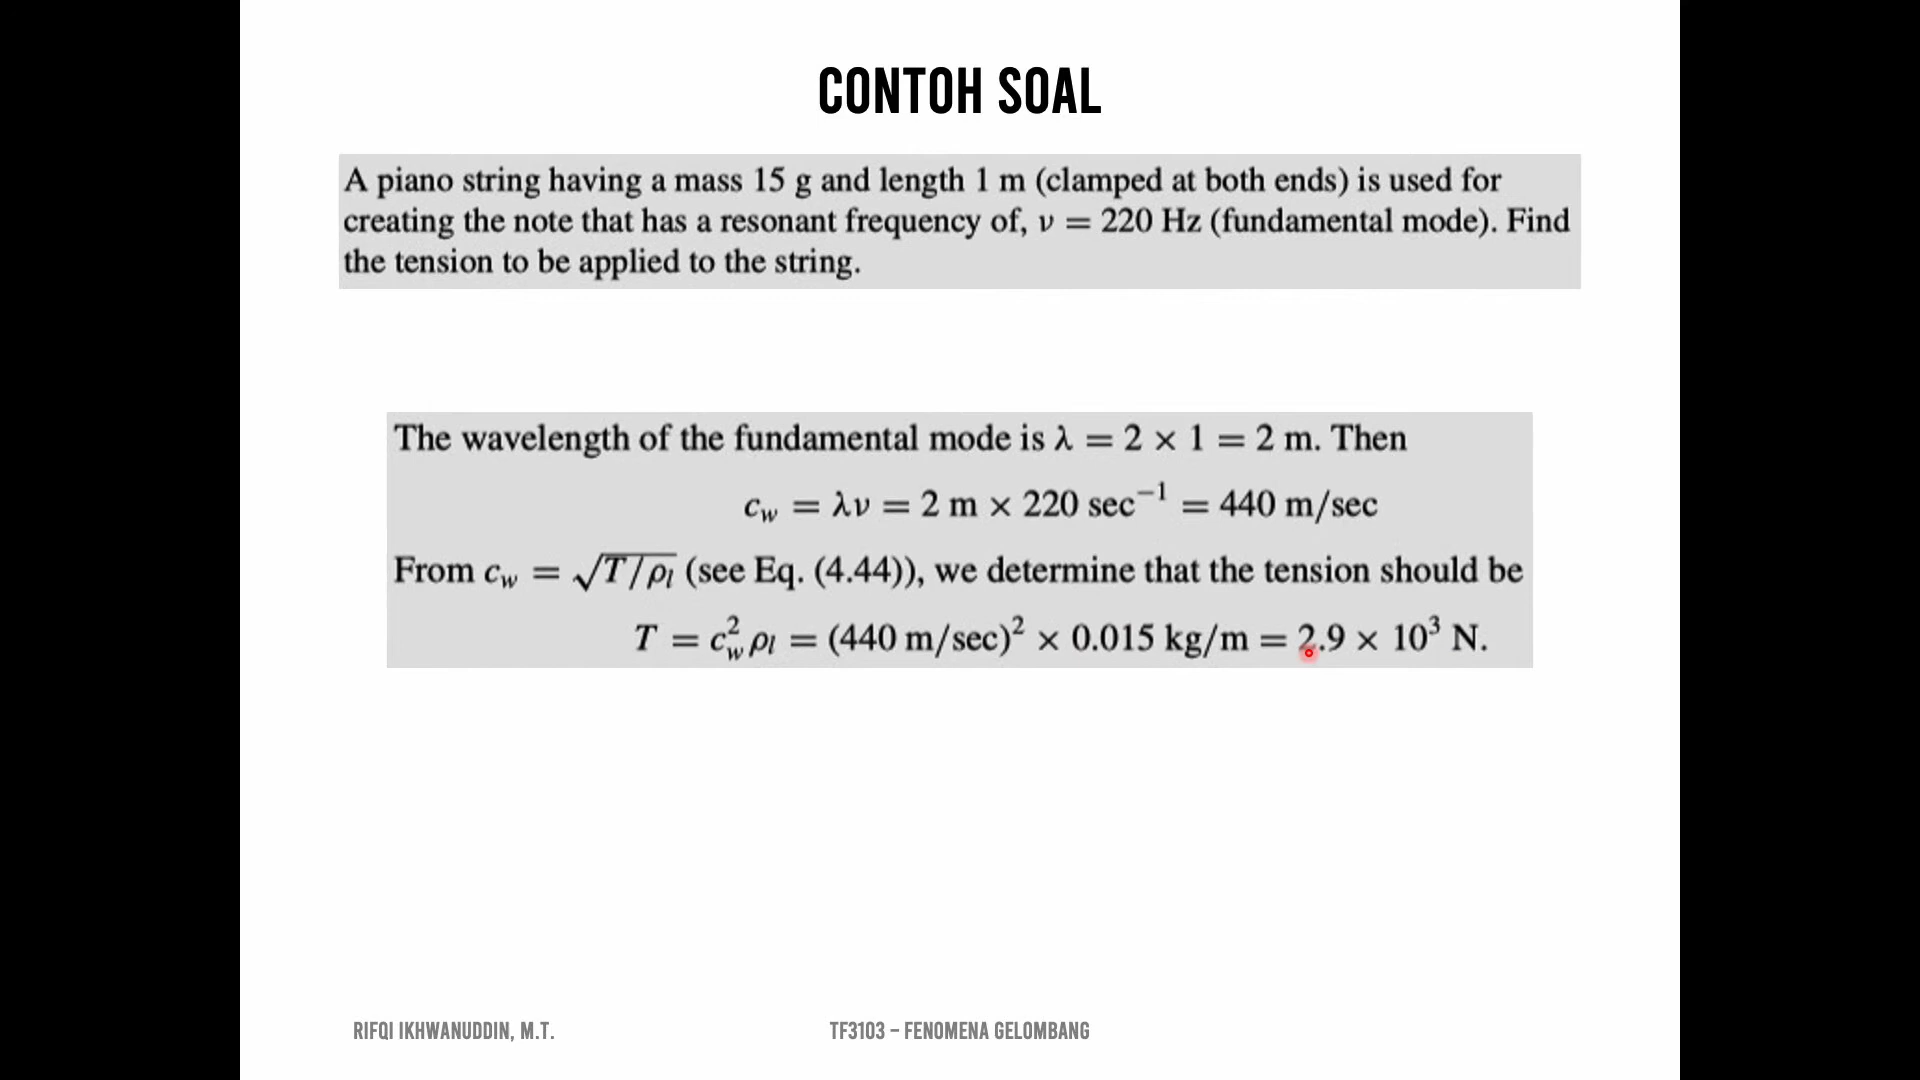 CONTOH SOAL
A piano string having a mass 15 g and length 1 m (clamped at both ends) is used for
creating the note that has a resonant frequency of, ν = 220 Hz (fundamental mode). Find
the tension to be applied to the string.
The wavelength of the fundamental mode is λ = 2 × 1 = 2 m. Then
c_w = λν = 2 m × 220 sec⁻¹ = 440 m/sec
From c_w = √T/ρ_l (see Eq. (4.44)), we determine that the tension should be
T = c_w² ρ_l = (440 m/sec)² × 0.015 kg/m = 2.9 × 10³ N.
RIFQI IKHWANUDDIN, M.T.
TF3103 – FENOMENA GELOMBANG